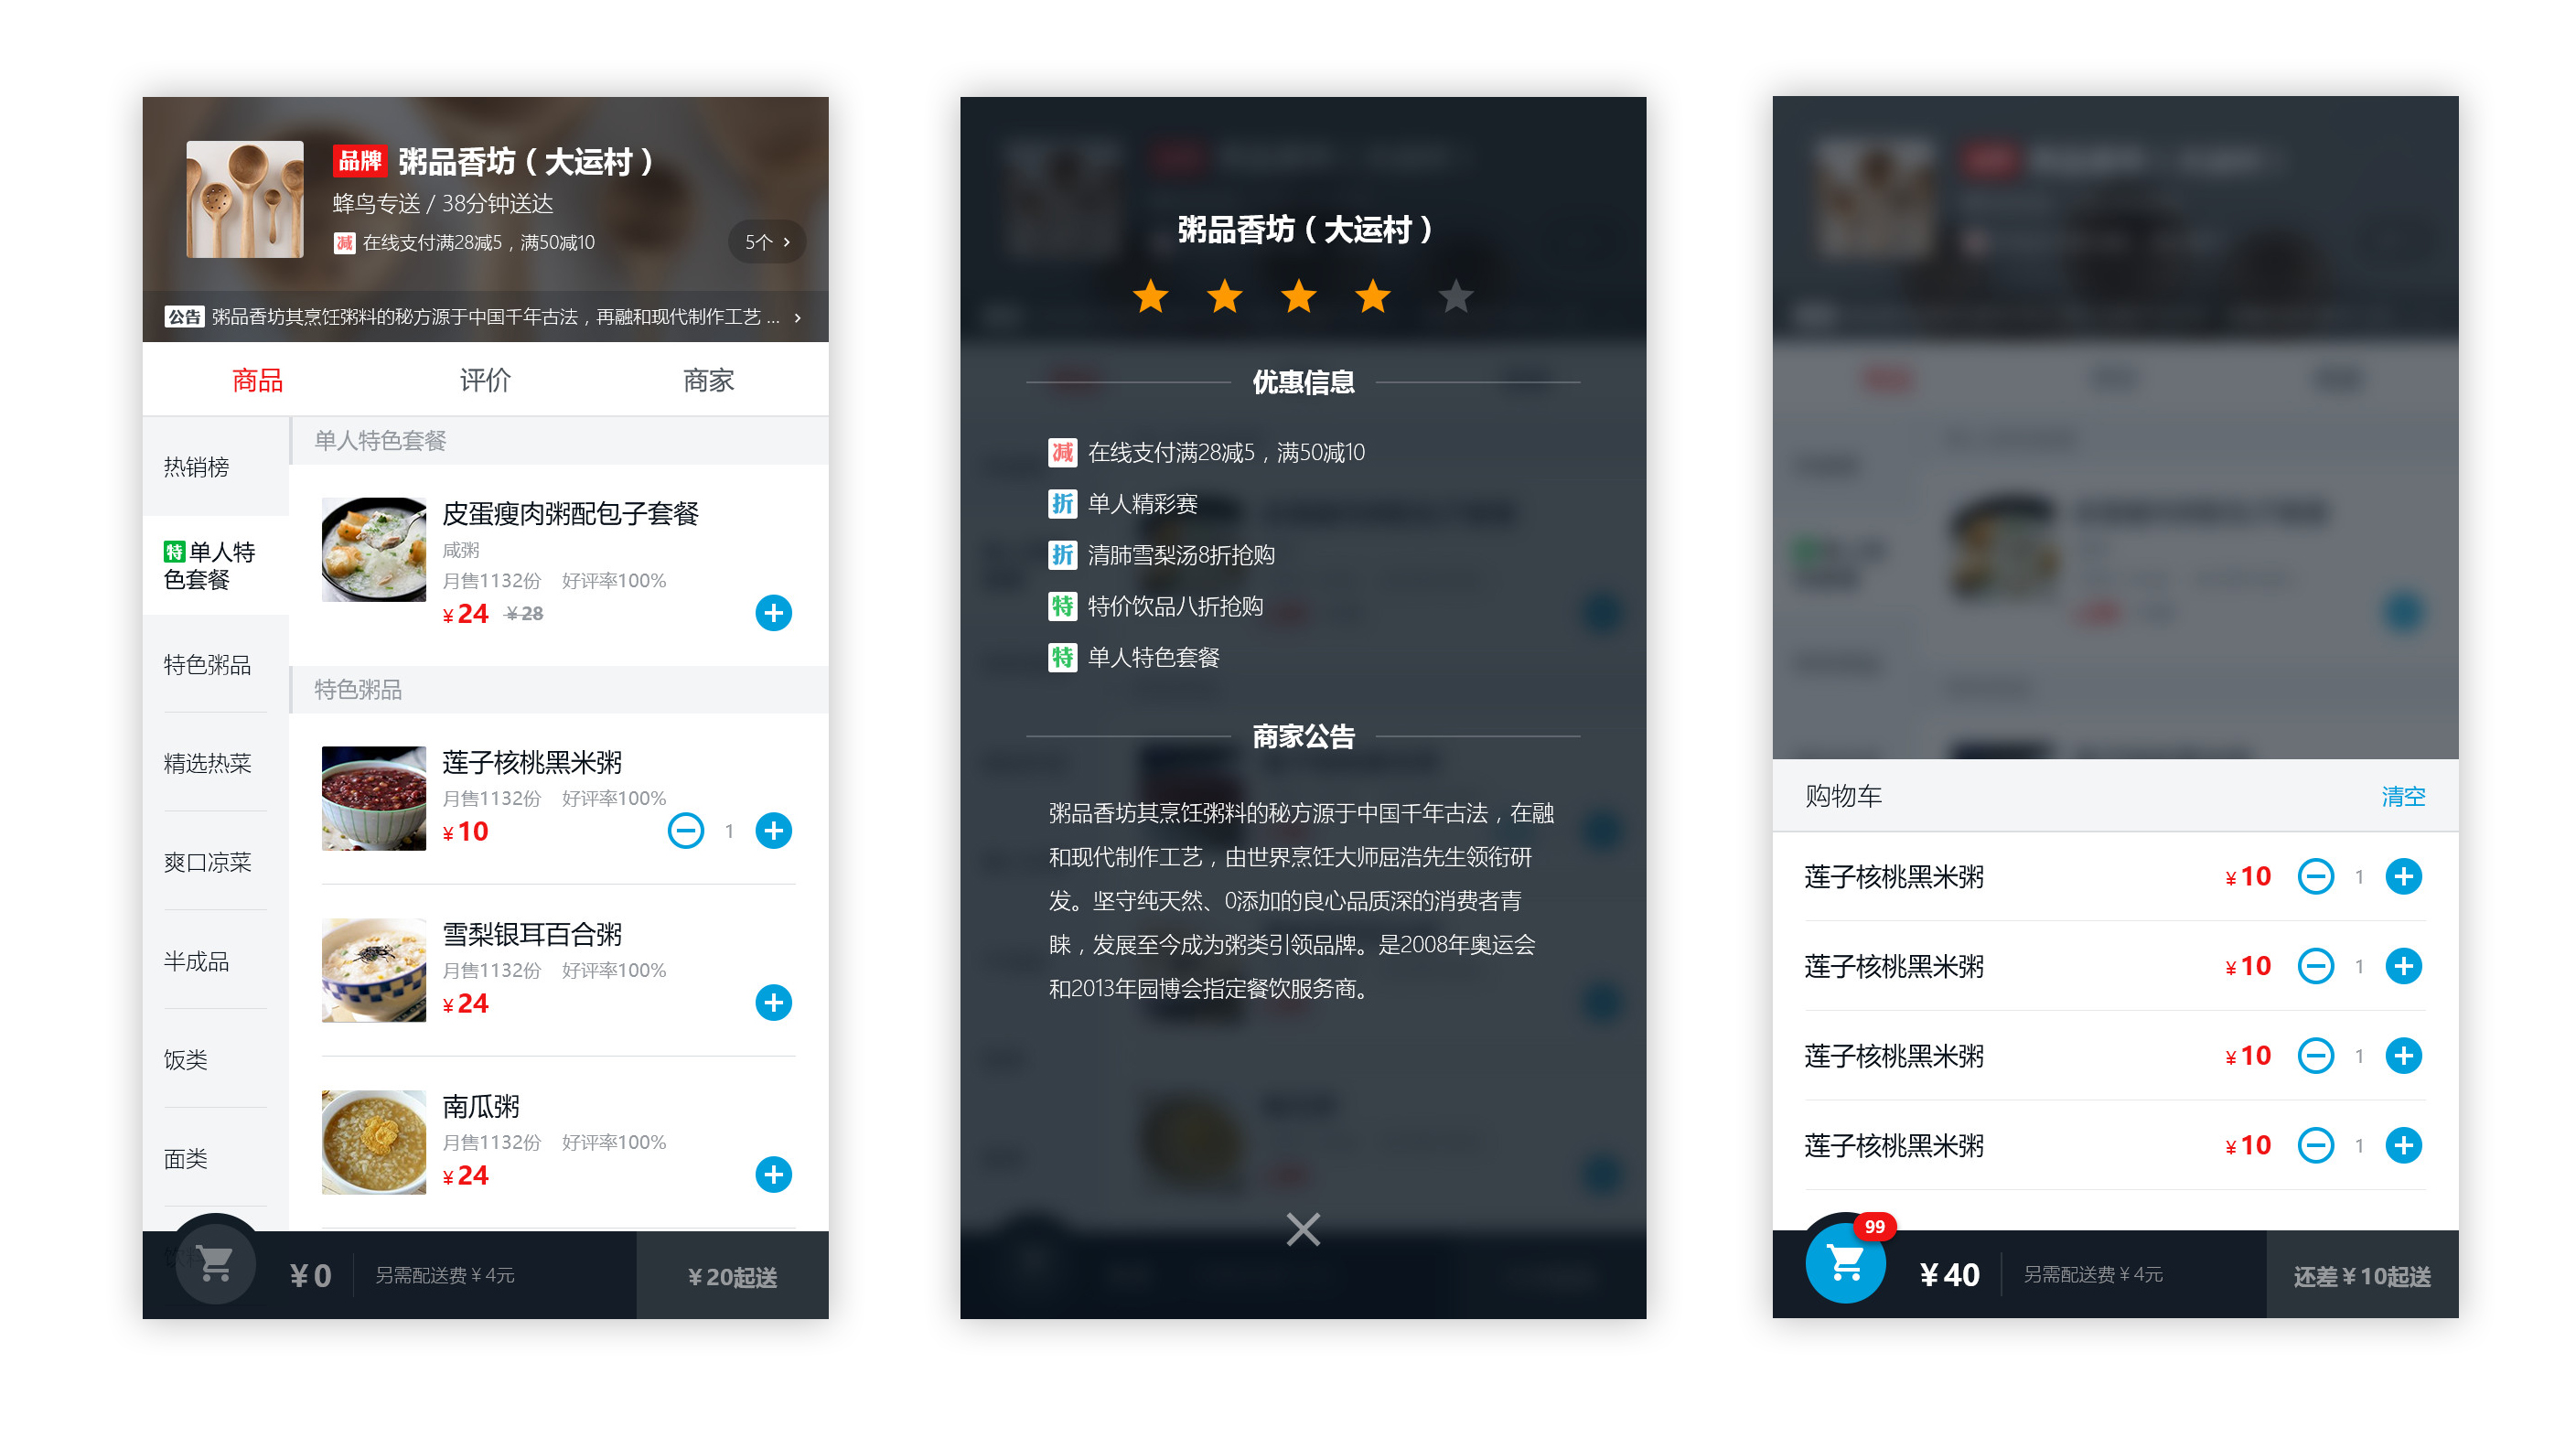 品牌 粥品香坊（大运村）
蜂鸟专送 / 38分钟送达
减 在线支付满28减5，满50减10
5个 >
公告 粥品香坊其烹饪粥料的秘方源于中国千年古法，再融和现代制作工艺 ... >
商品 评价 商家
热销榜
特 单人特
色套餐
特色粥品
精选热菜
爽口凉菜
半成品
饭类
面类
单人特色套餐
皮蛋瘦肉粥配包子套餐
咸粥
月售1132份 好评率100%
￥24 ￥28
特色粥品
莲子核桃黑米粥
月售1132份 好评率100%
￥10 1
雪梨银耳百合粥
月售1132份 好评率100%
￥24
南瓜粥
月售1132份 好评率100%
￥24
￥0 另需配送费￥4元 ￥20起送
粥品香坊（大运村）
优惠信息
减 在线支付满28减5，满50减10
折 单人精彩赛
折 清肺雪梨汤8折抢购
特 特价饮品八折抢购
特 单人特色套餐
商家公告
粥品香坊其烹饪粥料的秘方源于中国千年古法，在融
和现代制作工艺，由世界烹饪大师屈浩先生领衔研
发。坚守纯天然、0添加的良心品质深的消费者青
睐，发展至今成为粥类引领品牌。是2008年奥运会
和2013年园博会指定餐饮服务商。
购物车 清空
莲子核桃黑米粥 ￥10 1
莲子核桃黑米粥 ￥10 1
莲子核桃黑米粥 ￥10 1
莲子核桃黑米粥 ￥10 1
99
￥40 另需配送费￥4元 还差￥10起送